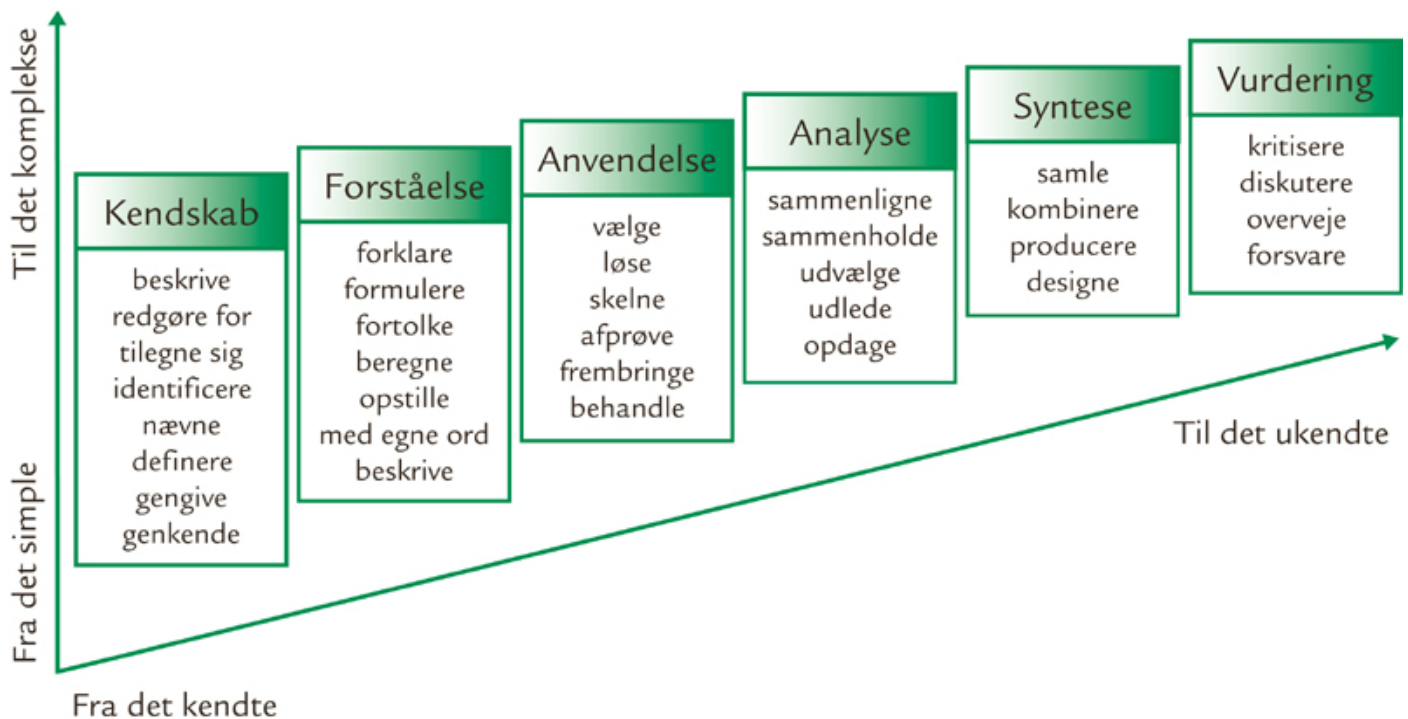 Til det komplekse
Fra det simple
Kendskab
beskrive
redgøre for
tilegne sig
identificere
nævne
definere
gengive
genkende
Forståelse
forklare
formulere
fortolke
beregne
opstille
med egne ord
beskrive
Anvendelse
vælge
løse
skelne
afprøve
frembringe
behandle
Analyse
sammenligne
sammenholde
udvælge
udlede
opdage
Syntese
samle
kombinere
producere
designe
Vurdering
kritisere
diskutere
overveje
forsvare
Til det ukendte
Fra det kendte